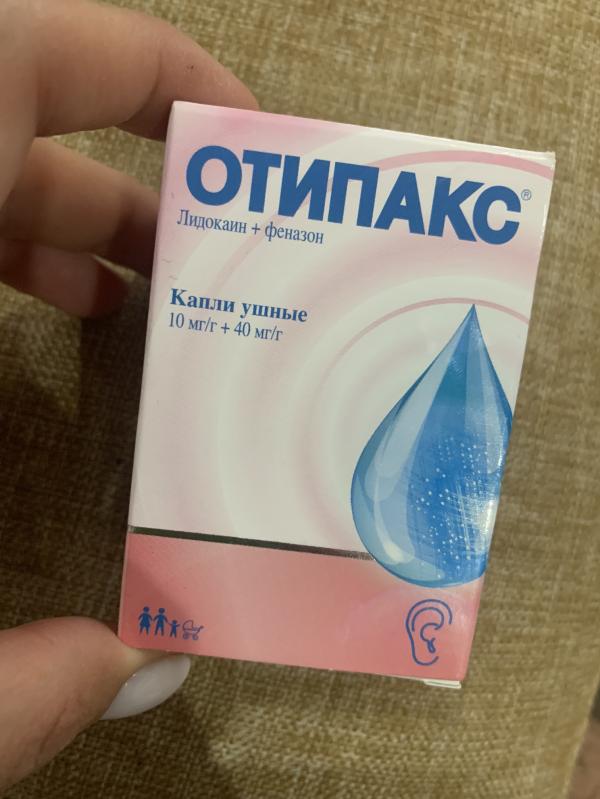 ОТИПАКС®
Лидокаин + феназон
Капли ушные
10 мг/г + 40 мг/г